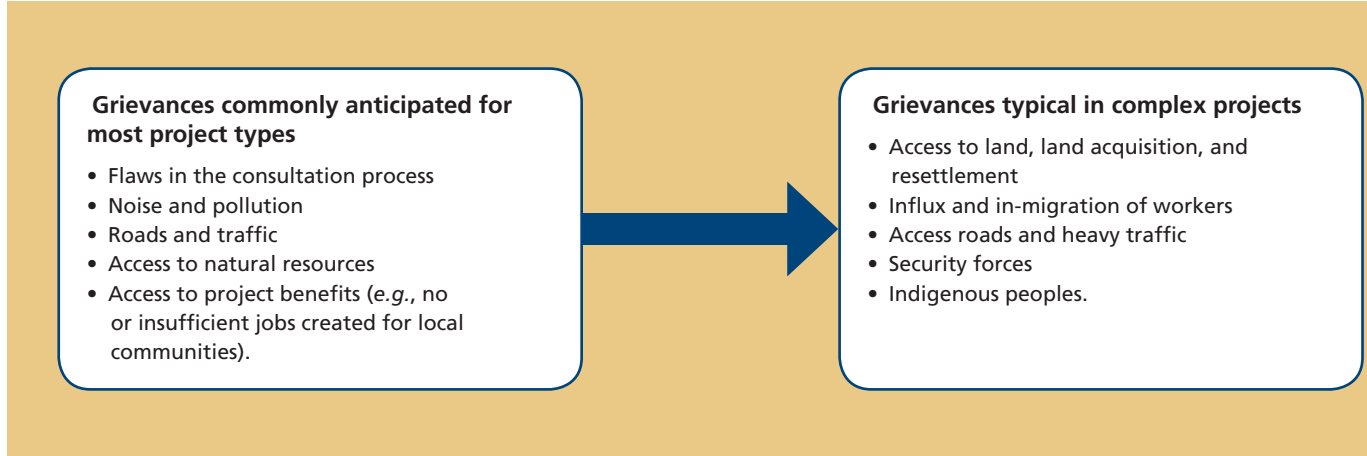 Grievances commonly anticipated for
most project types
• Flaws in the consultation process
• Noise and pollution
• Roads and traffic
• Access to natural resources
• Access to project benefits (e.g., no
or insufficient jobs created for local
communities).
Grievances typical in complex projects
• Access to land, land acquisition, and
resettlement
• Influx and in-migration of workers
• Access roads and heavy traffic
• Security forces
• Indigenous peoples.